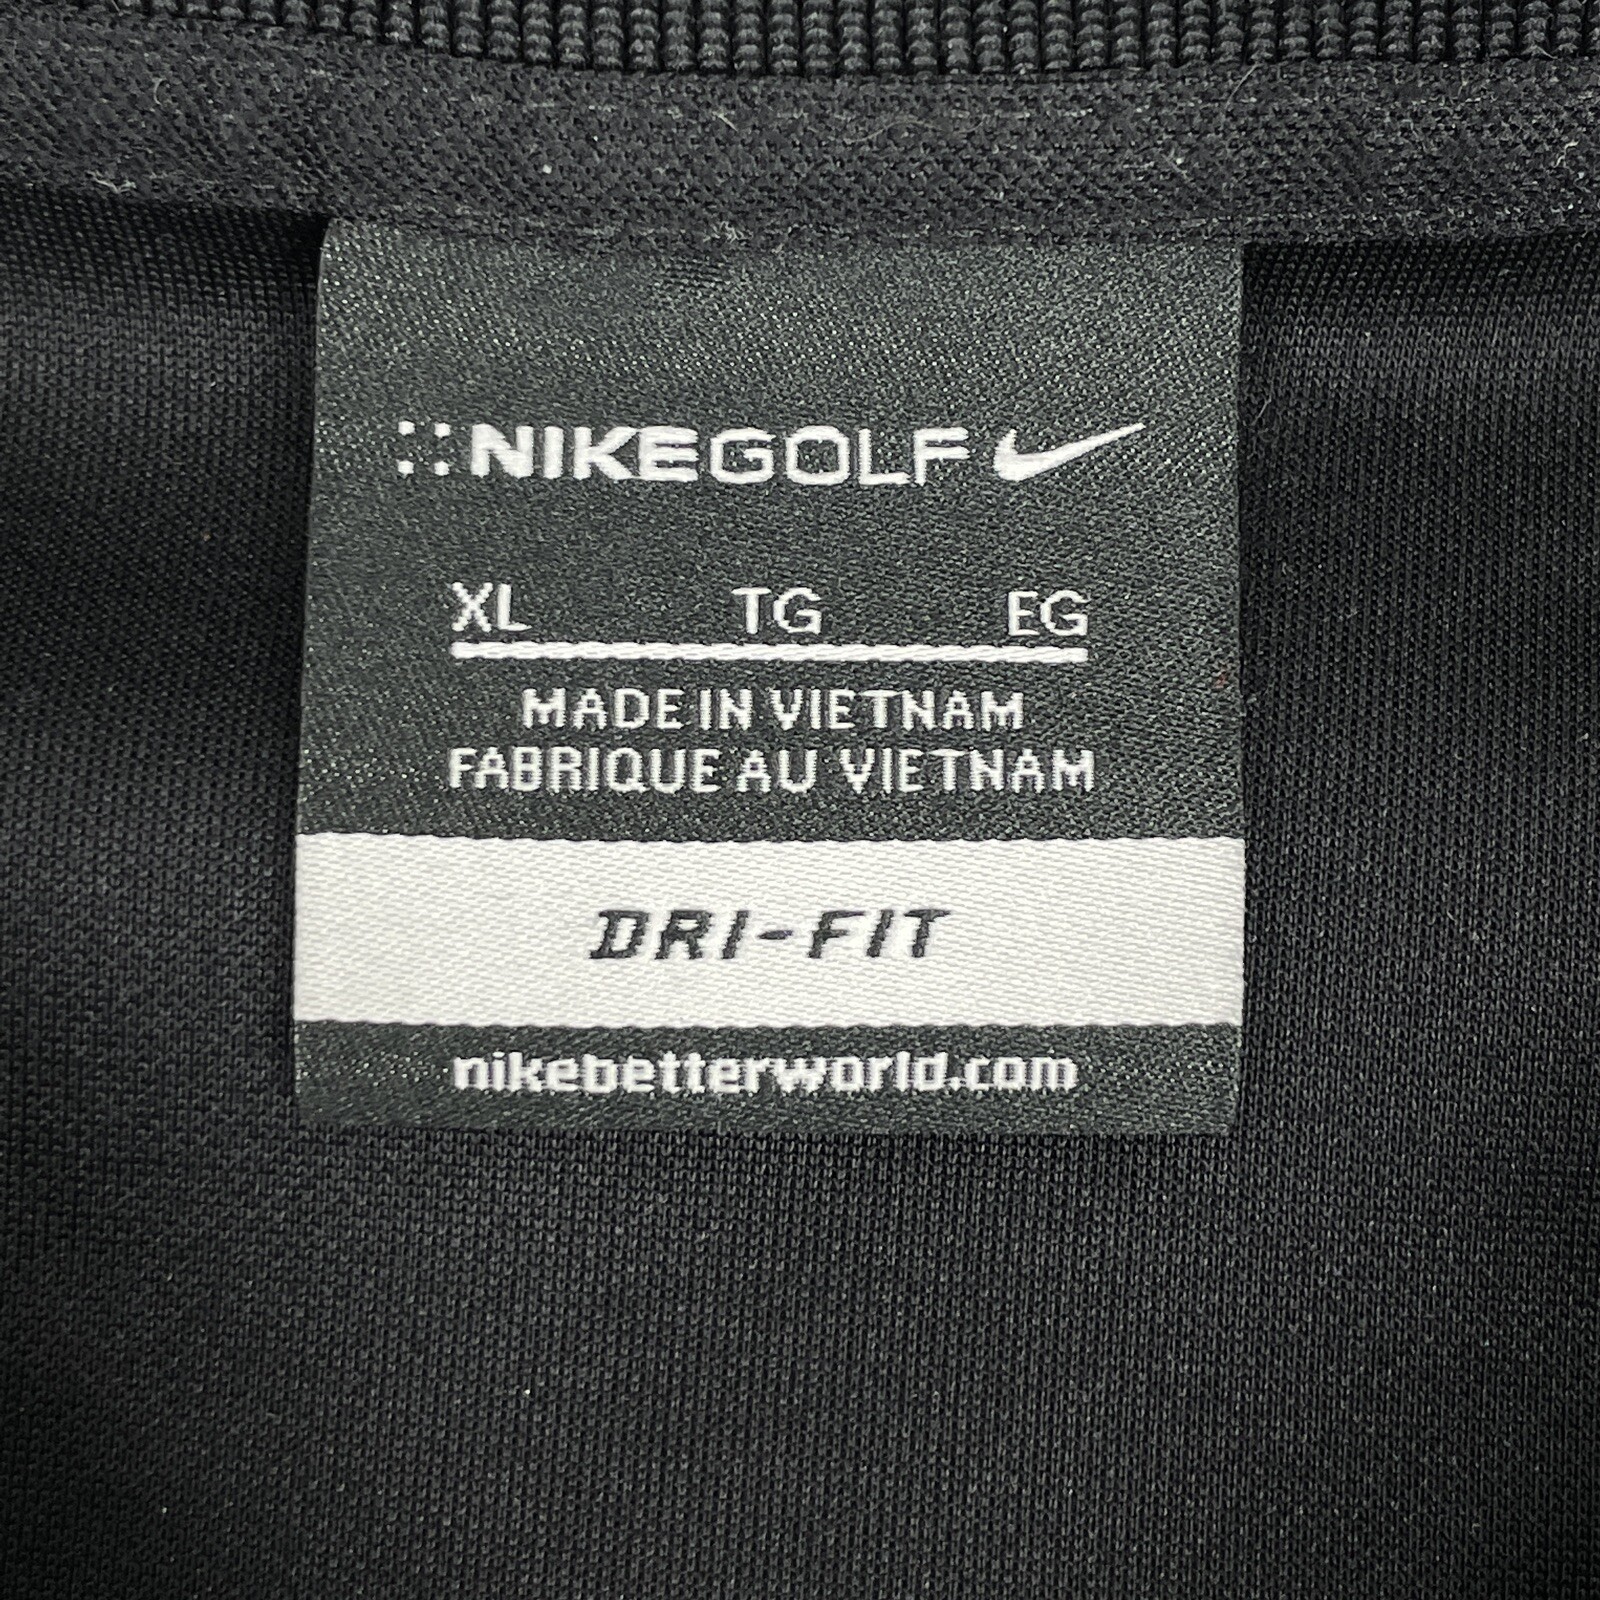 ::NIKEGOLF
XL TG EG
MADE IN VIETNAM
FABRIQUE AU VIETNAM
DRI-FIT
nikebetterworld.com